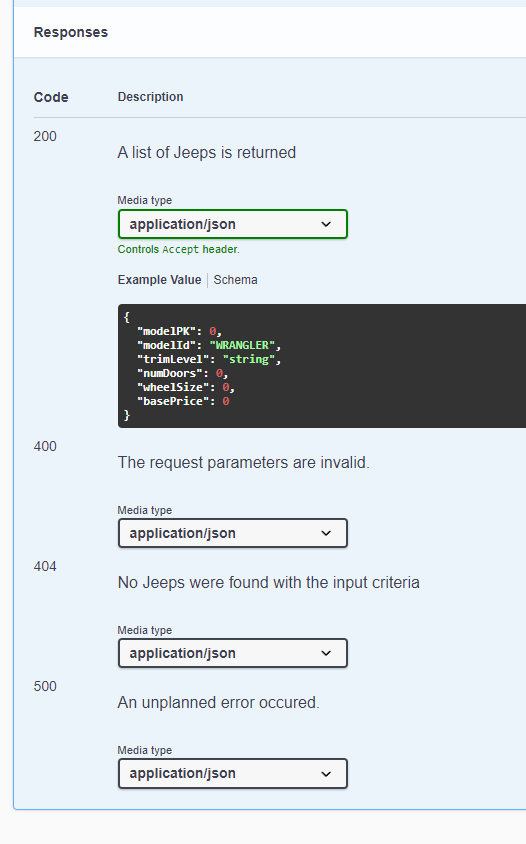 Responses
Code Description
200
A list of Jeeps is returned
Media type
application/json
Controls Accept header.
Example Value Schema
{
"modelPK": 0,
"modelId": "WRANGLER",
"trimLevel": "string",
"numDoors": 0,
"wheelSize": 0,
"basePrice": 0
}
400
The request parameters are invalid.
Media type
application/json
404
No Jeeps were found with the input criteria
Media type
application/json
500
An unplanned error occured.
Media type
application/json